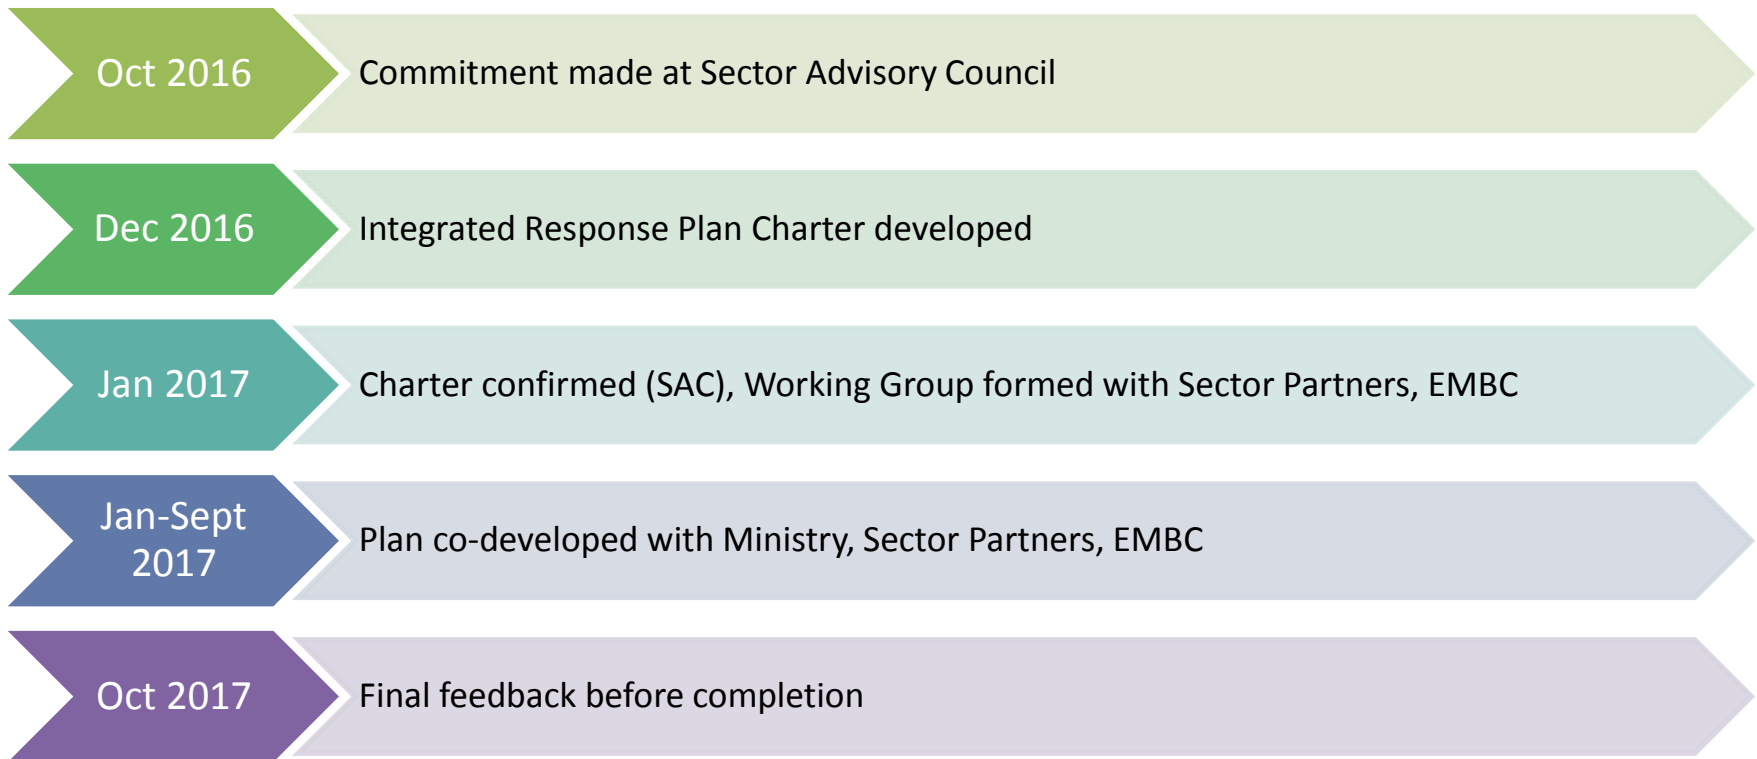 Oct 2016
Commitment made at Sector Advisory Council
Dec 2016
Integrated Response Plan Charter developed
Jan 2017
Charter confirmed (SAC), Working Group formed with Sector Partners, EMBC
Jan-Sept
2017
Plan co-developed with Ministry, Sector Partners, EMBC
Oct 2017
Final feedback before completion